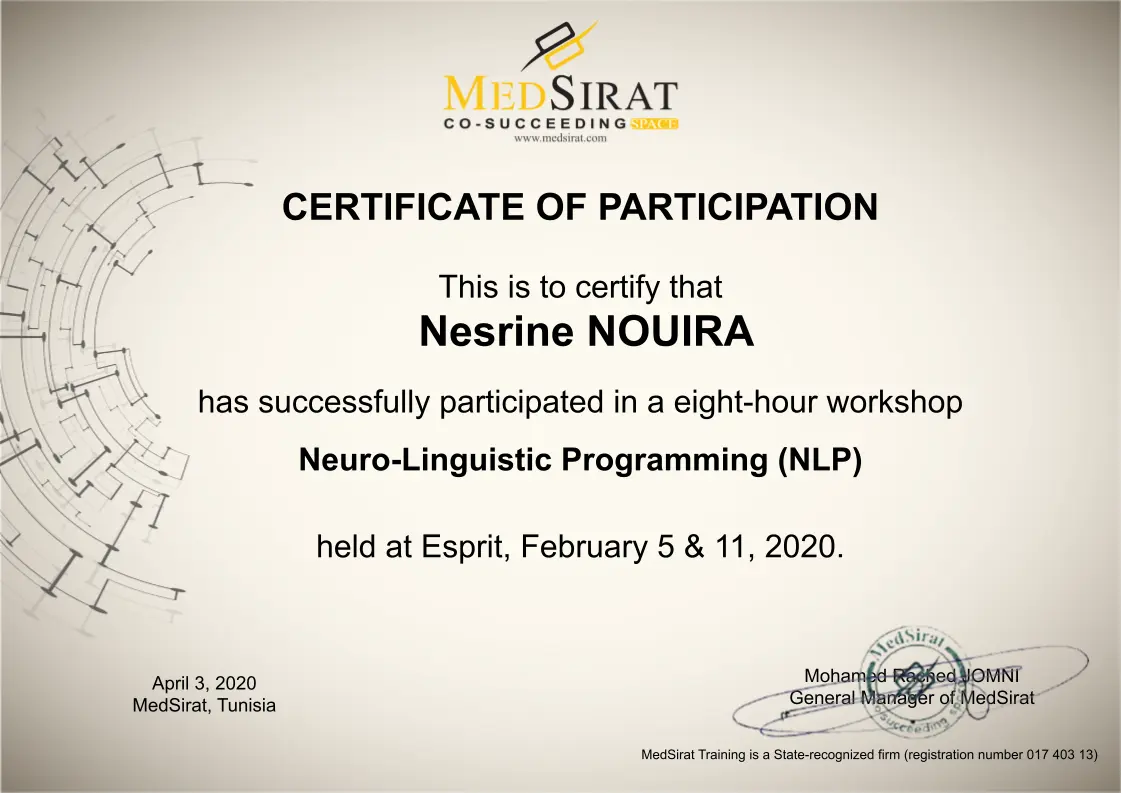 MEDSIRAT
CO-SUCCEEDING SPACE
www.medsirat.com
CERTIFICATE OF PARTICIPATION
This is to certify that
Nesrine NOUIRA
has successfully participated in a eight-hour workshop
Neuro-Linguistic Programming (NLP)
held at Esprit, February 5 & 11, 2020.
April 3, 2020
MedSirat, Tunisia
MedSirat
Mohamed Rached JOMNI
General Manager of MedSirat
co-succeeding space
MedSirat Training is a State-recognized firm (registration number 017 403 13)